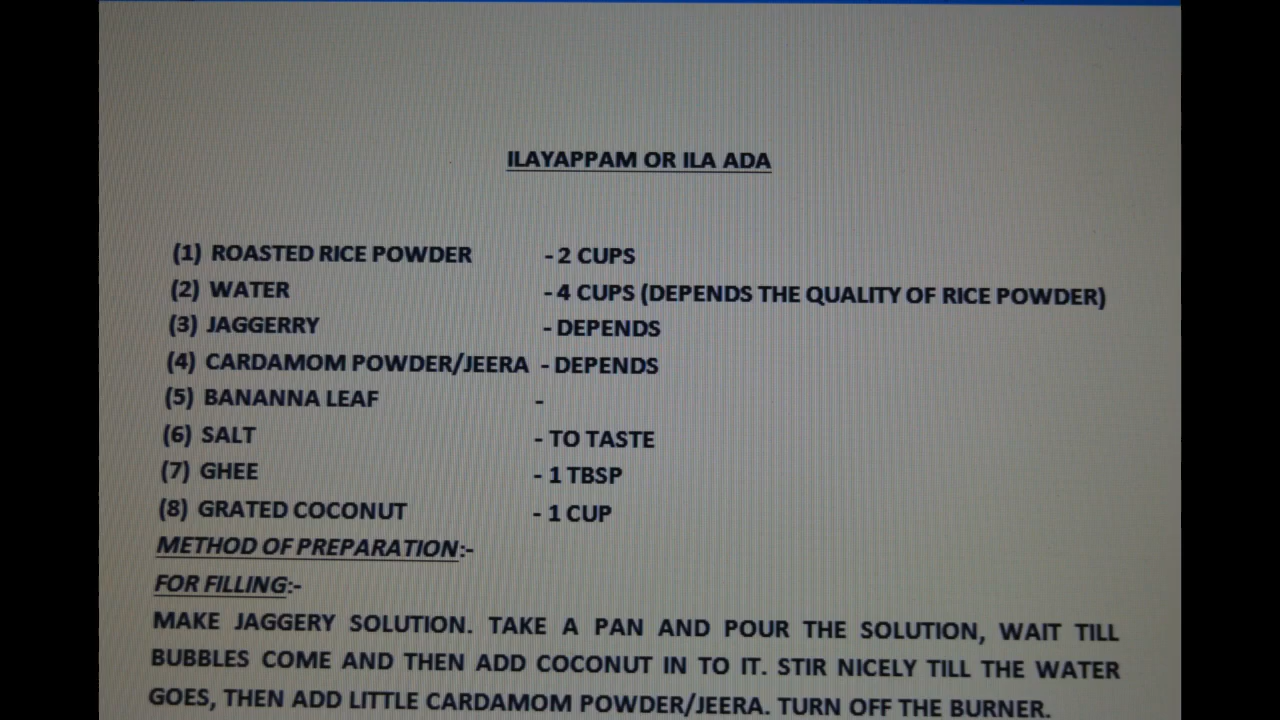 ILAYAPPAM OR ILA ADA
(1) ROASTED RICE POWDER - 2 CUPS
(2) WATER - 4 CUPS (DEPENDS THE QUALITY OF RICE POWDER)
(3) JAGGERRY - DEPENDS
(4) CARDAMOM POWDER/JEERA - DEPENDS
(5) BANANNA LEAF -
(6) SALT - TO TASTE
(7) GHEE - 1 TBSP
(8) GRATED COCONUT - 1 CUP
METHOD OF PREPARATION:-
FOR FILLING:-
MAKE JAGGERY SOLUTION. TAKE A PAN AND POUR THE SOLUTION, WAIT TILL
BUBBLES COME AND THEN ADD COCONUT IN TO IT. STIR NICELY TILL THE WATER
GOES, THEN ADD LITTLE CARDAMOM POWDER/JEERA. TURN OFF THE BURNER.